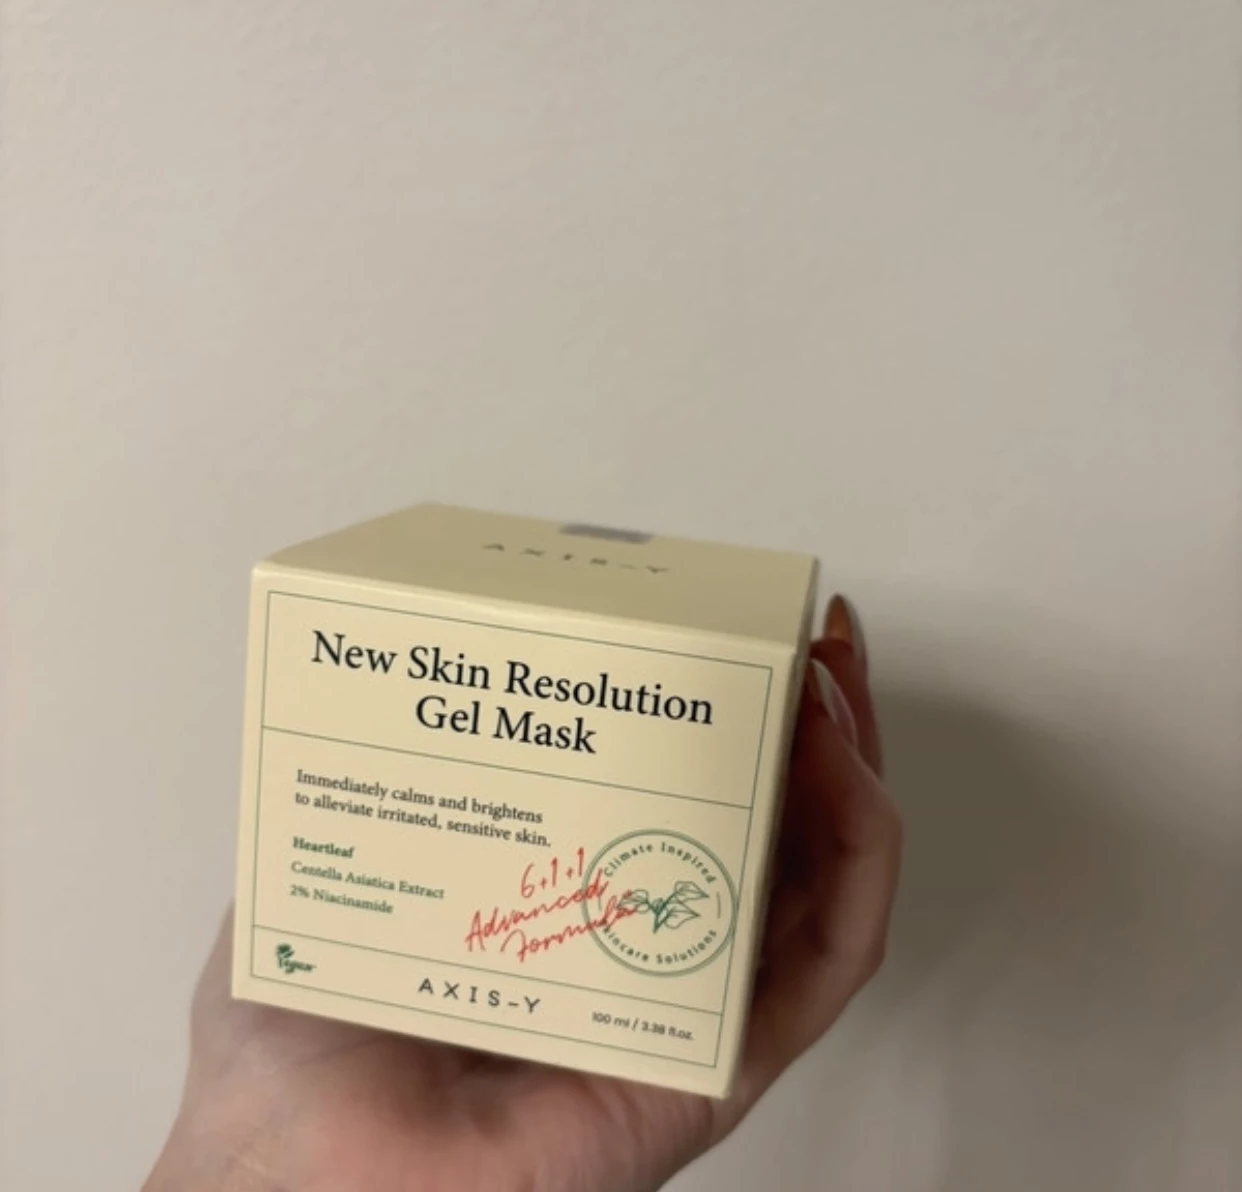 AXIS-Y
New Skin Resolution
Gel Mask
Immediately calms and brightens
to alleviate irritated, sensitive skin.
Heartleaf
Centella Asiatica Extract
2% Niacinamide
6+1+1
Advanced
Formula
Climate Inspired
Skincare Solutions
Vegan
AXIS-Y
100 ml / 3.38 fl.oz.